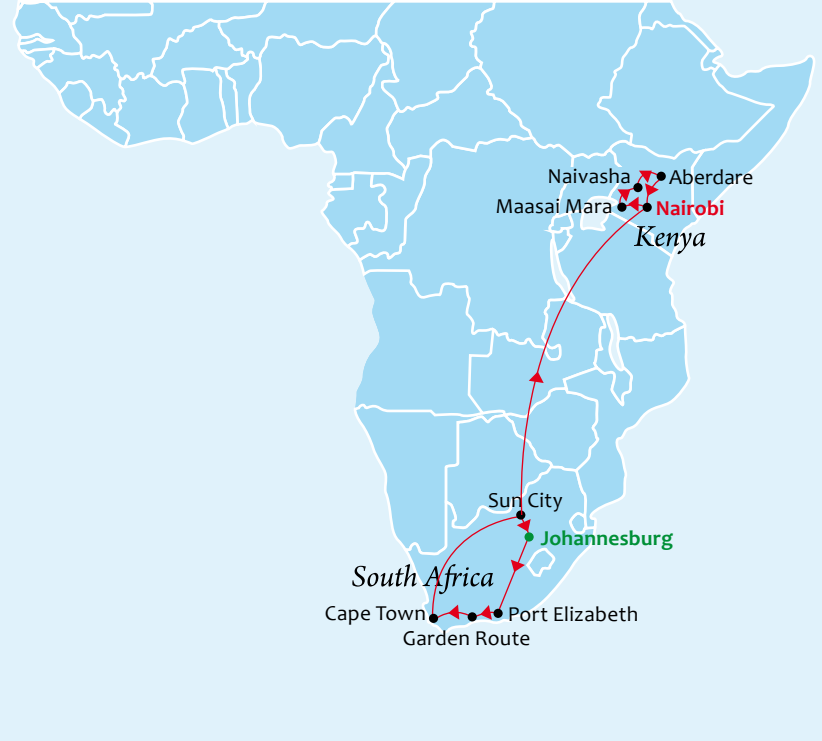 Naivasha
Aberdare
Maasai Mara
Nairobi
Kenya
Sun City
Johannesburg
South Africa
Cape Town
Port Elizabeth
Garden Route